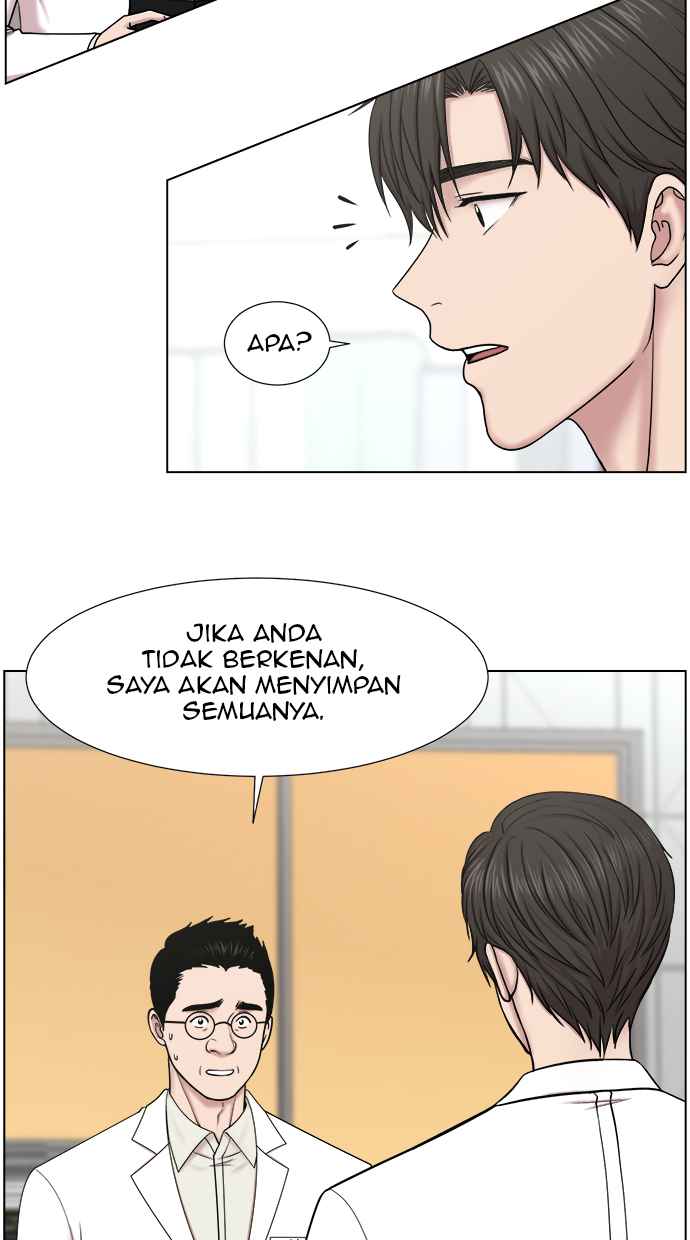 APA?
JIKA ANDA
TIDAK BERKENAN,
SAYA AKAN MENYIMPAN
SEMUANYA.